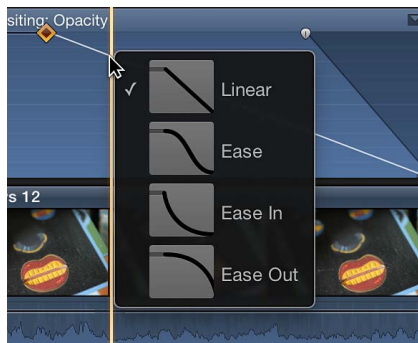 siting: Opacity
Linear
Ease
s 12
Ease In
Ease Out